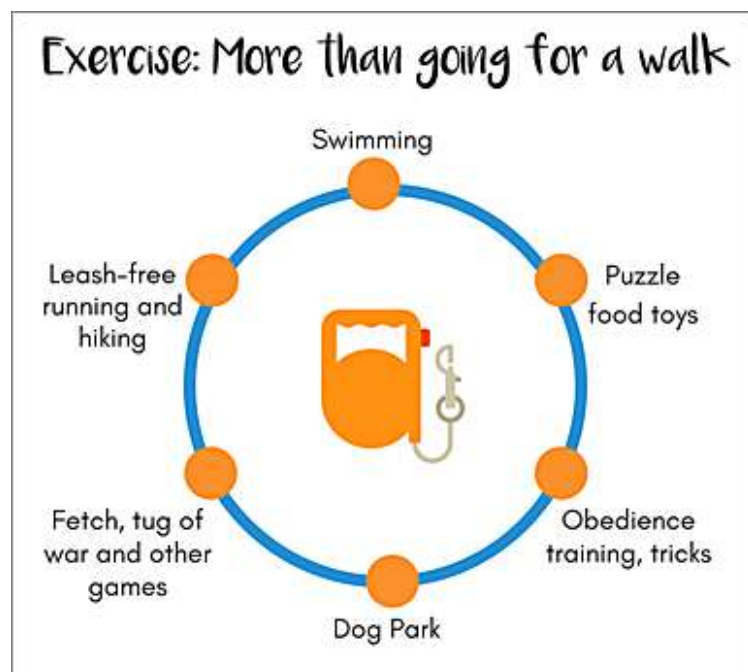 Exercise: More than going for a walk
Swimming
Puzzle
food toys
Obedience
training, tricks
Dog Park
Fetch, tug of
war and other
games
Leash-free
running and
hiking